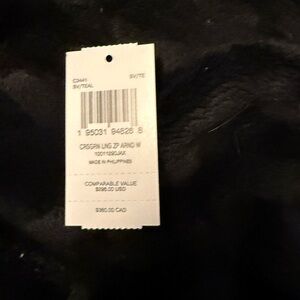 C3441 SV/TE
SV/TEAL
1 95031 94826 8
CRSGRN LNG ZP ARND W
MADE IN PHILIPPINES
COMPARABLE VALUE
$295.00 USD
$360.00 CAD